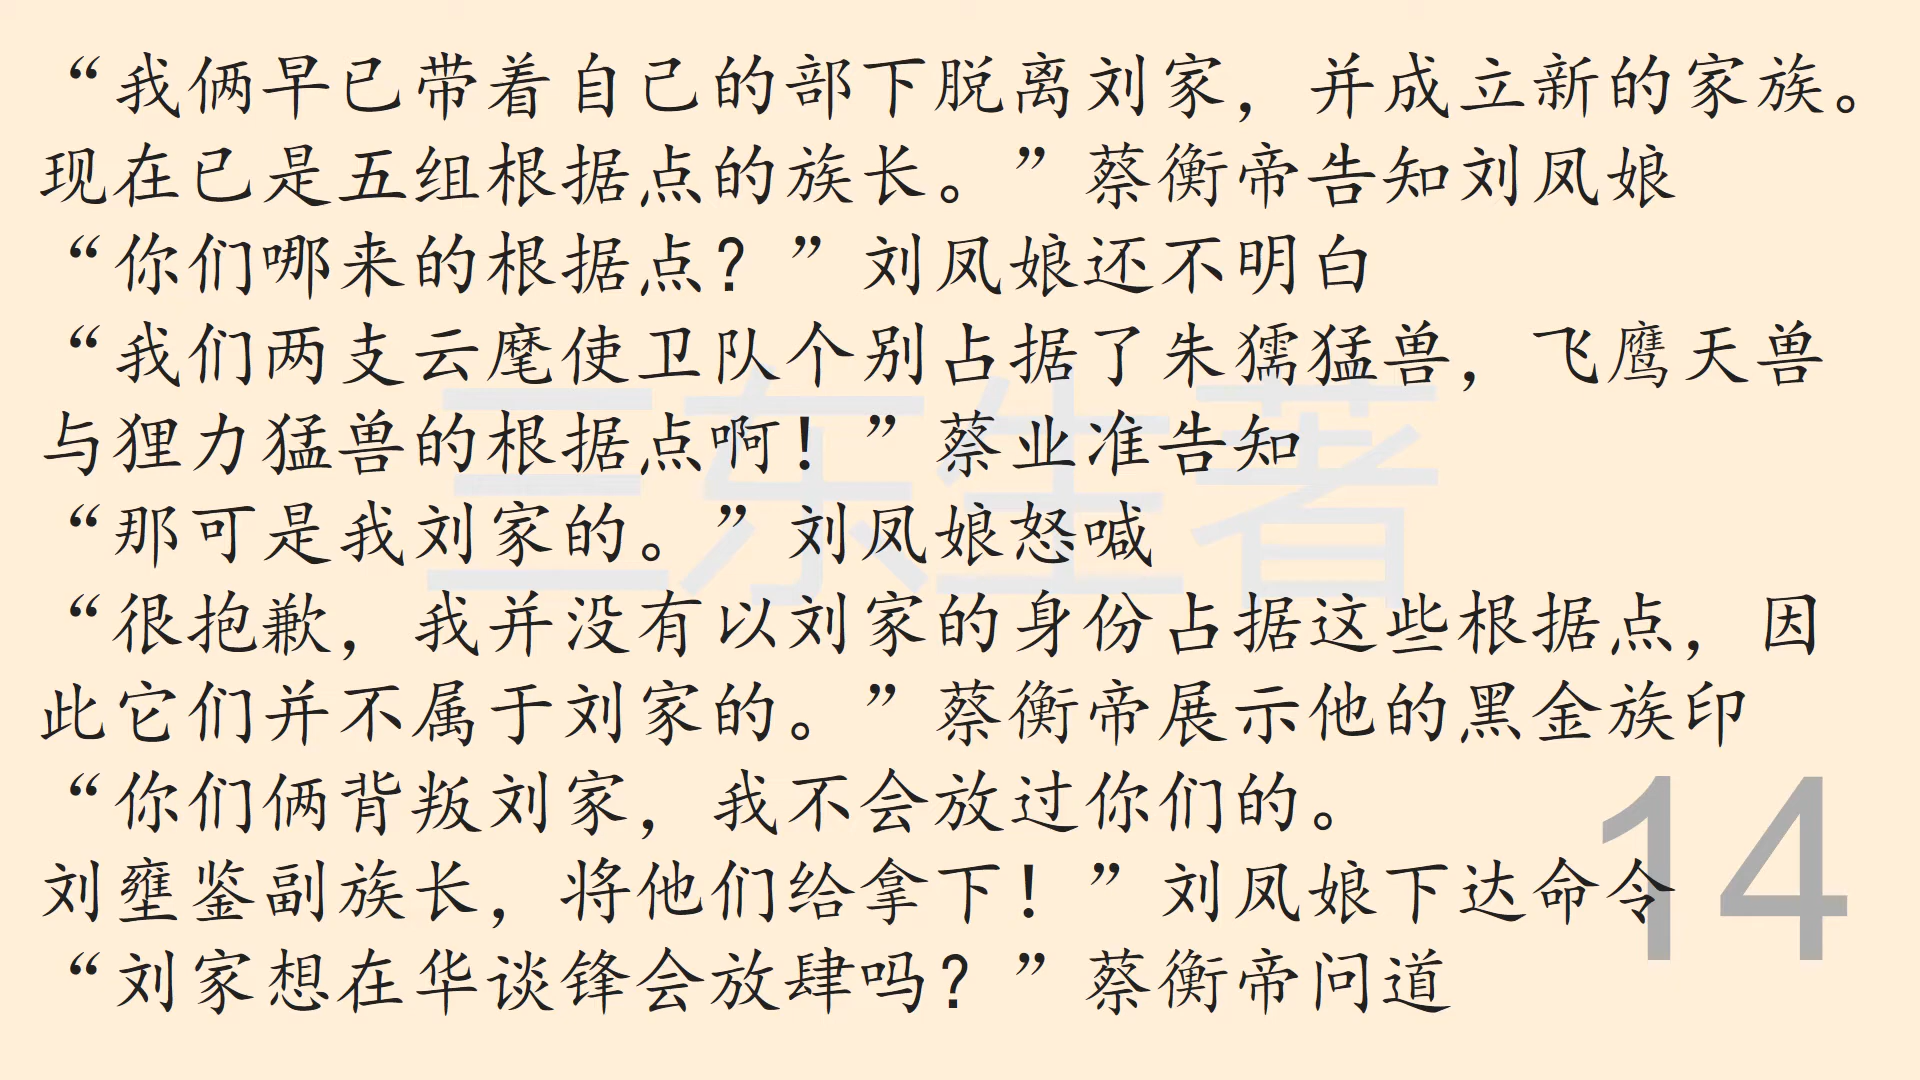 “我俩早已带着自己的部下脱离刘家，并成立新的家族。
现在已是五组根据点的族长。”蔡衡帝告知刘凤娘
“你们哪来的根据点？”刘凤娘还不明白
“我们两支云麾使卫队个别占据了朱獳猛兽，飞鹰天兽
与狸力猛兽的根据点啊！”蔡业准告知
“那可是我刘家的。”刘凤娘怒喊
“很抱歉，我并没有以刘家的身份占据这些根据点，因
此它们并不属于刘家的。”蔡衡帝展示他的黑金族印
“你们俩背叛刘家，我不会放过你们的。
刘壅鉴副族长，将他们给拿下！”刘凤娘下达命令
“刘家想在华谈锋会放肆吗？”蔡衡帝问道
三东生著
14